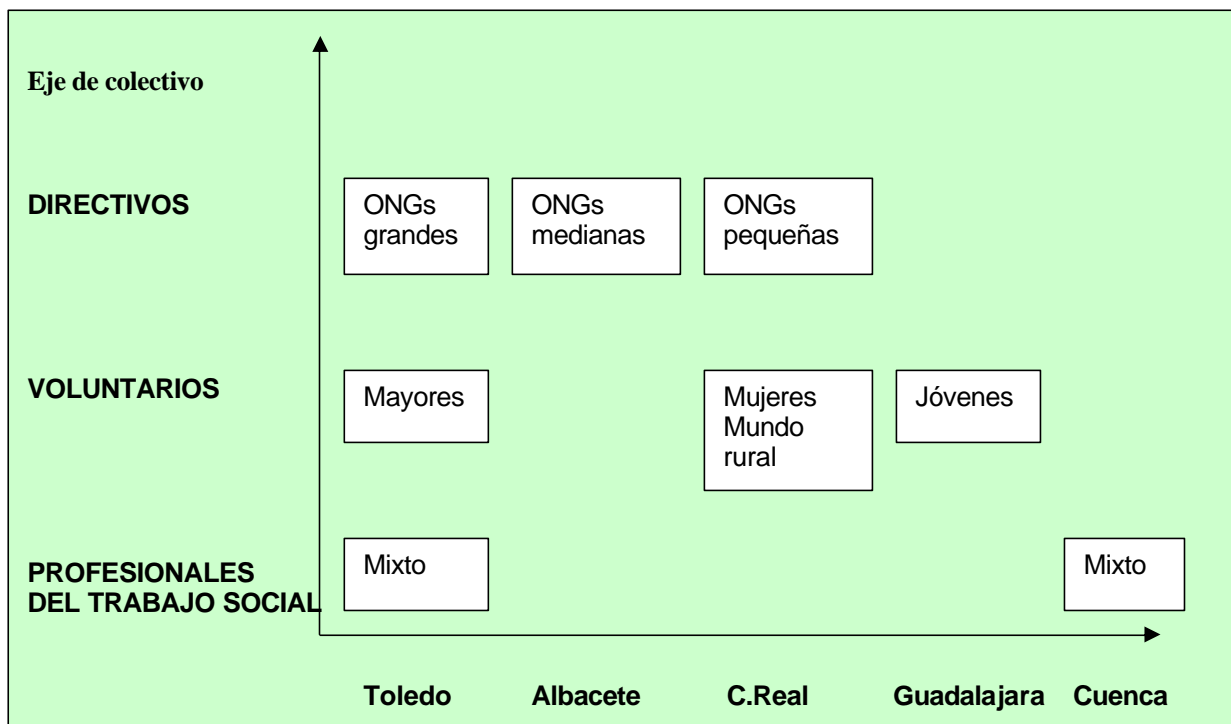 Eje de colectivo
DIRECTIVOS
ONGs
grandes
ONGs
medianas
ONGs
pequeñas
VOLUNTARIOS
Mayores
Mujeres
Mundo
rural
Jóvenes
PROFESIONALES
DEL TRABAJO SOCIAL
Mixto
Mixto
Toledo
Albacete
C.Real
Guadalajara
Cuenca